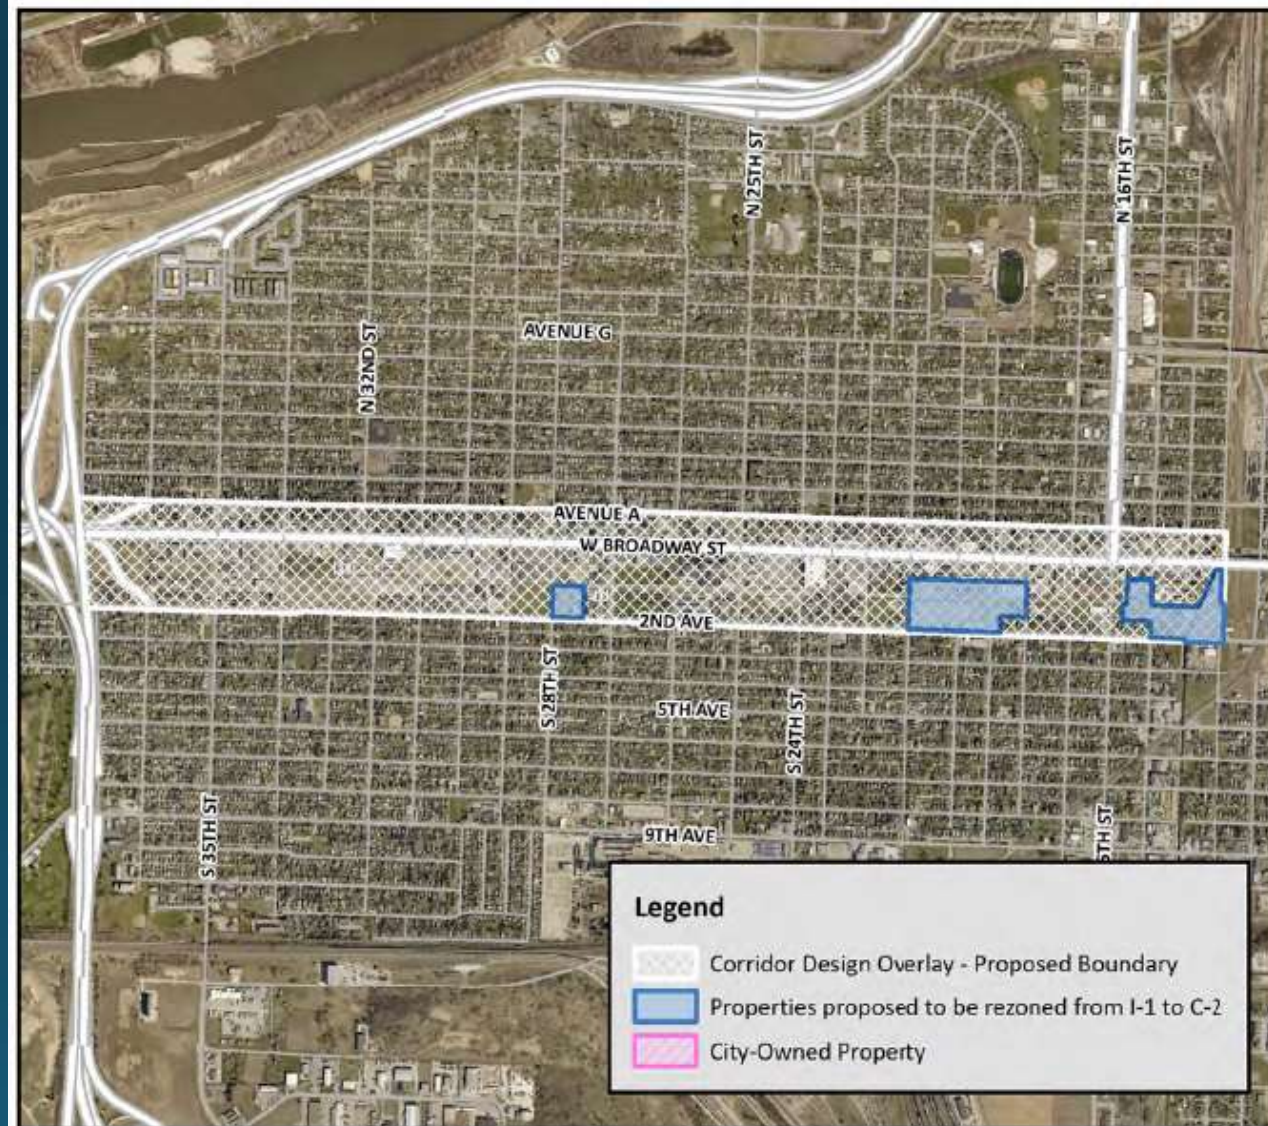 N 25TH ST
N 16TH ST
AVENUE G
N 32ND ST
AVENUE A
W BROADWAY ST
2ND AVE
S 28TH ST
5TH AVE
S 24TH ST
S 35TH ST
9TH AVE
5TH ST
Legend
Corridor Design Overlay - Proposed Boundary
Properties proposed to be rezoned from I-1 to C-2
City-Owned Property